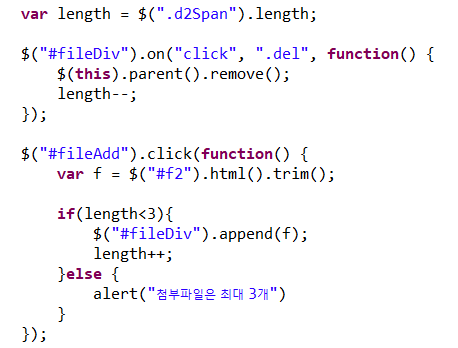 var length = $(".d2Span").length;

$("#fileDiv").on("click", ".del", function() {
    $(this).parent().remove();
    length--;
});

$("#fileAdd").click(function() {
    var f = $("#f2").html().trim();

    if(length<3){
        $("#fileDiv").append(f);
        length++;
    }else {
        alert("첨부파일은 최대 3개")
    }
});